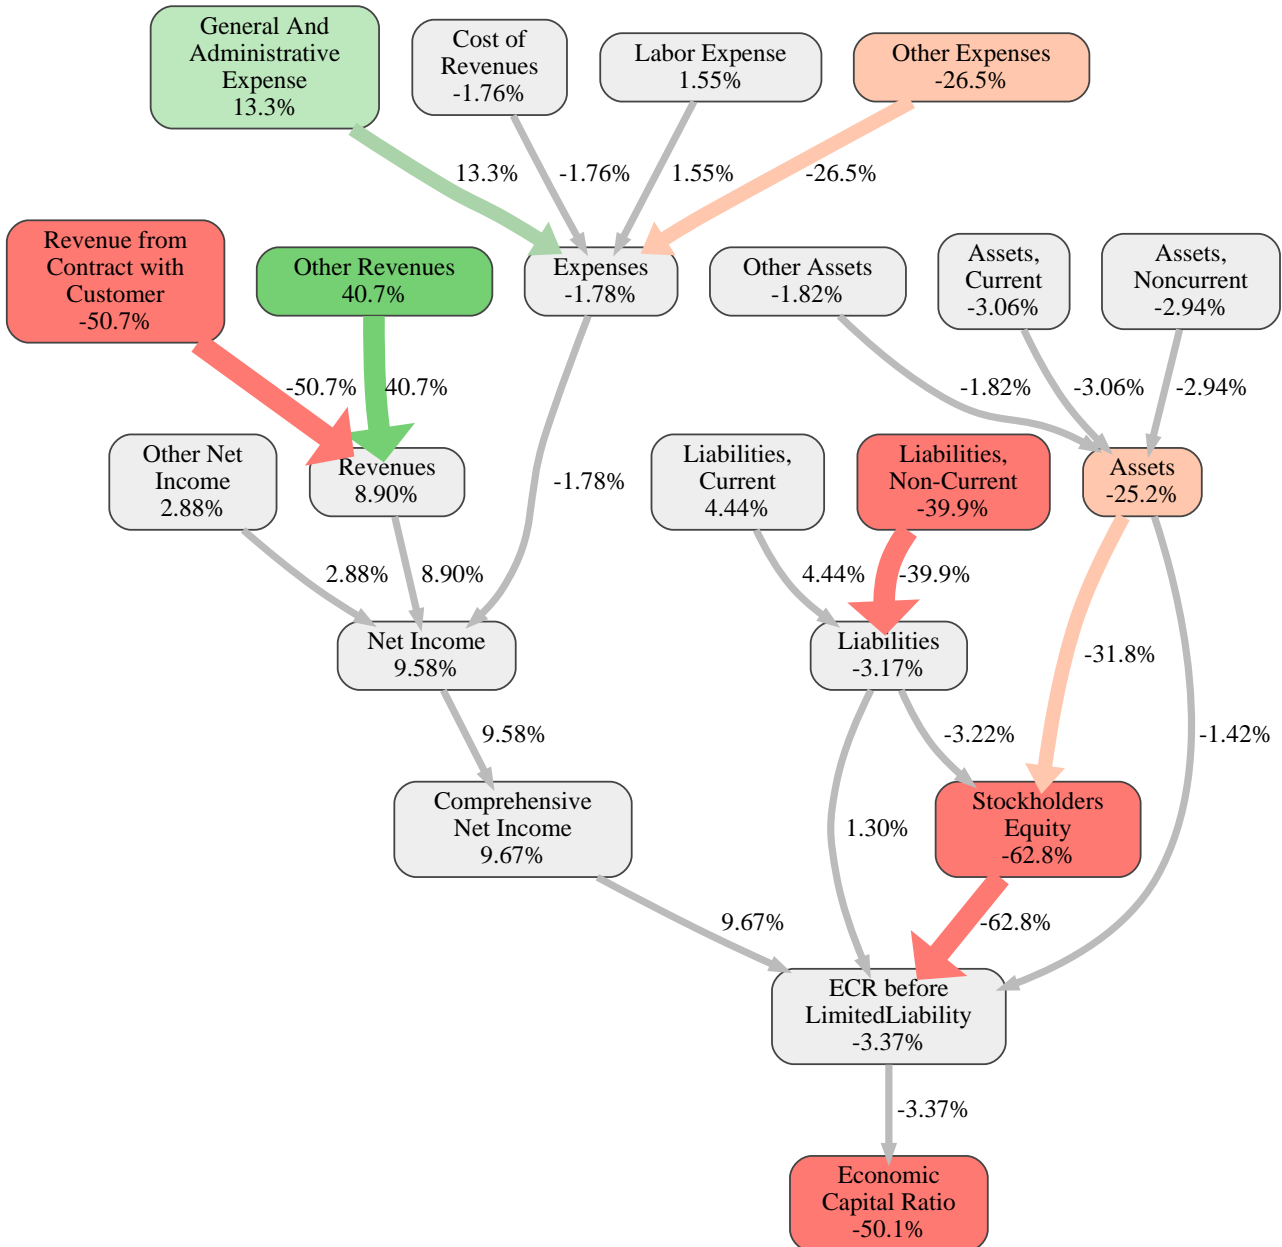 General And
Administrative
Expense
13.3%
Cost of
Revenues
-1.76%
Labor Expense
1.55%
Other Expenses
-26.5%
13.3%
-1.76%
1.55%
-26.5%
Revenue from
Contract with
Customer
-50.7%
Other Revenues
40.7%
Expenses
-1.78%
Other Assets
-1.82%
Assets,
Current
-3.06%
Assets,
Noncurrent
-2.94%
-50.7%
40.7%
-1.82%
-3.06%
-2.94%
Other Net
Income
2.88%
Revenues
8.90%
-1.78%
Liabilities,
Current
4.44%
Liabilities,
Non-Current
-39.9%
Assets
-25.2%
2.88%
8.90%
4.44%
-39.9%
Net Income
9.58%
Liabilities
-3.17%
-31.8%
9.58%
-3.22%
-1.42%
Comprehensive
Net Income
9.67%
1.30%
Stockholders
Equity
-62.8%
9.67%
-62.8%
ECR before
LimitedLiability
-3.37%
-3.37%
Economic
Capital Ratio
-50.1%